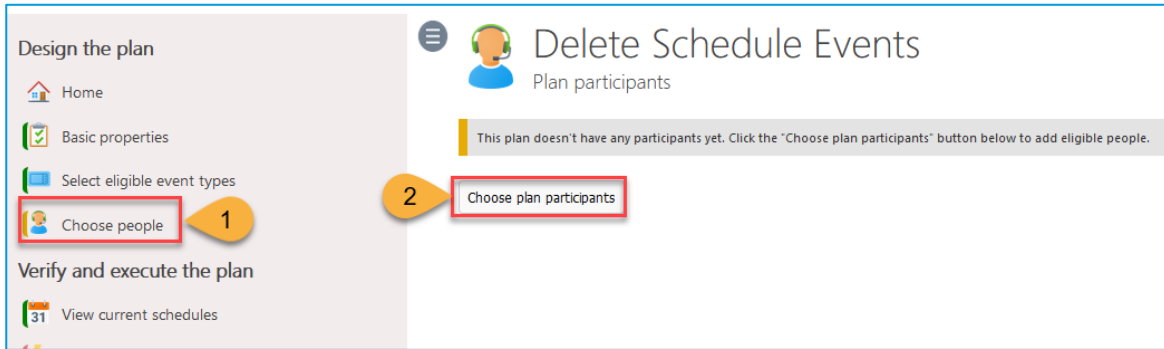 Design the plan
Home
Basic properties
Select eligible event types
Choose people
1
Verify and execute the plan
31
View current schedules
Delete Schedule Events
Plan participants
This plan doesn't have any participants yet. Click the "Choose plan participants" button below to add eligible people.
2
Choose plan participants